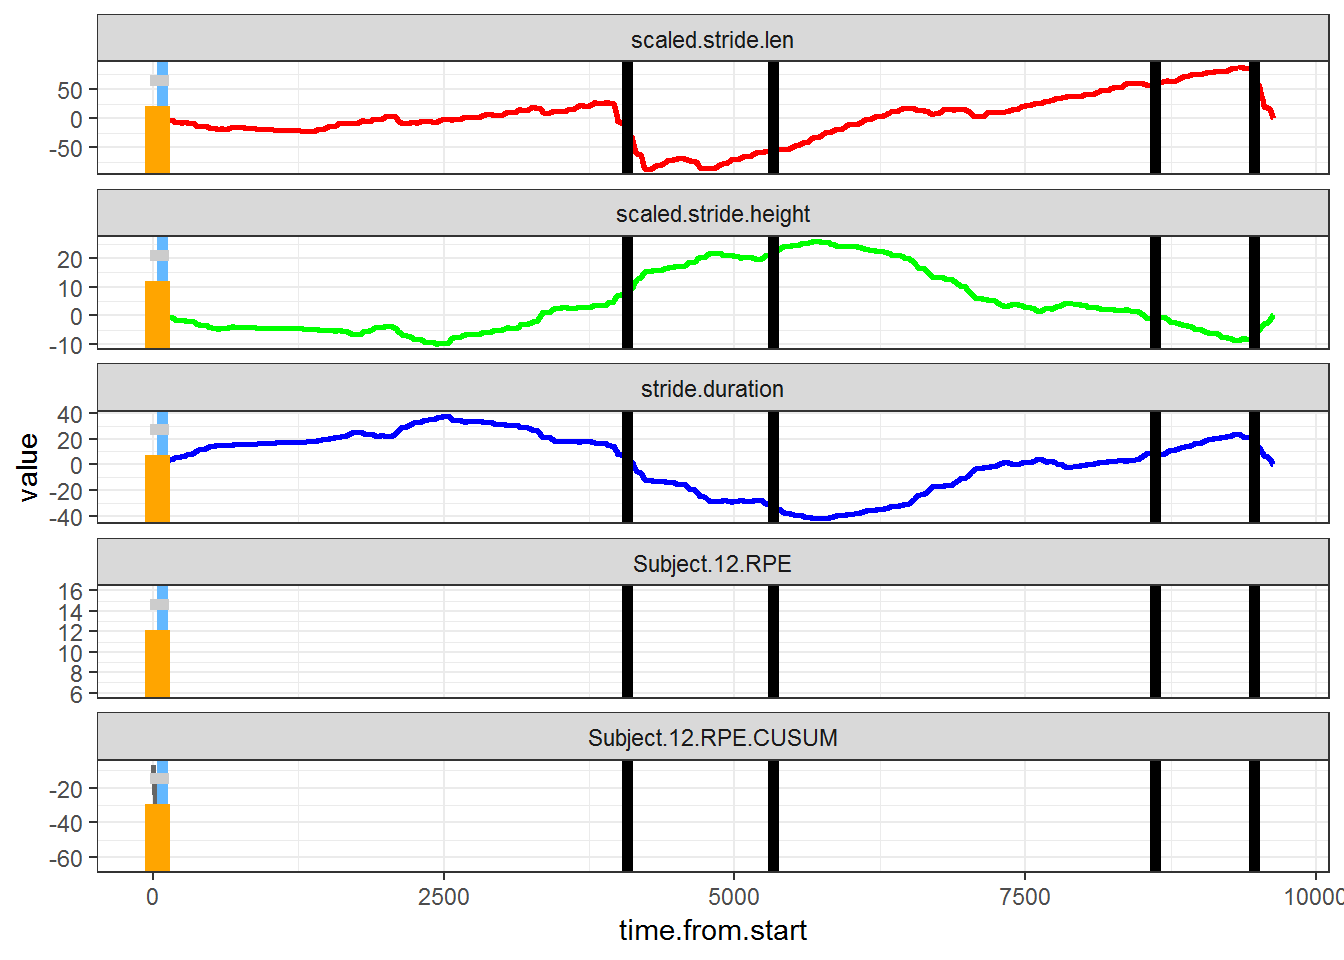 scaled.stride.len
50
0
-50
scaled.stride.height
20
10
0
-10
stride.duration
40
20
0
-20
-40
value
Subject.12.RPE
16
14
12
10
8
6
Subject.12.RPE.CUSUM
-20
-40
-60
0 2500 5000 7500 10000
time.from.start